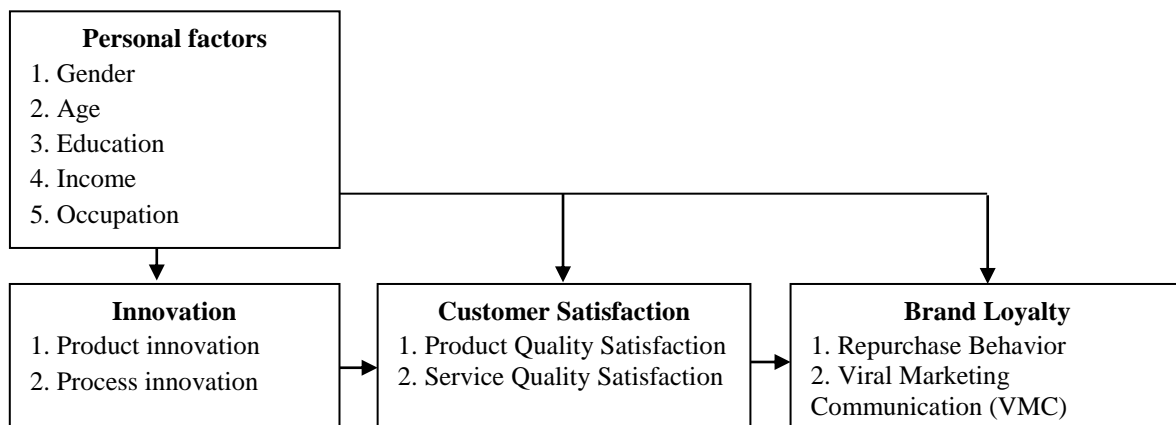 Personal factors
1. Gender
2. Age
3. Education
4. Income
5. Occupation
Innovation
1. Product innovation
2. Process innovation
Customer Satisfaction
1. Product Quality Satisfaction
2. Service Quality Satisfaction
Brand Loyalty
1. Repurchase Behavior
2. Viral Marketing
Communication (VMC)